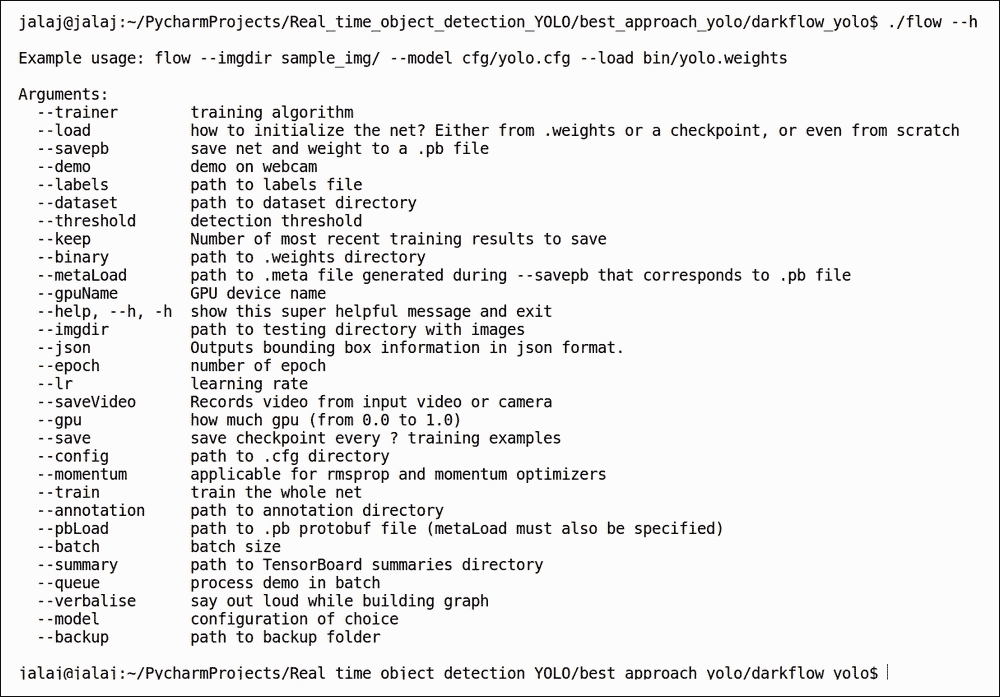 jalaj@jalaj:~/PycharmProjects/Real_time_object_detection_YOLO/best_approach_yolo/darkflow_yolo$ ./flow --h
Example usage: flow --imgdir sample_img/ --model cfg/yolo.cfg --load bin/yolo.weights
Arguments:
--trainer training algorithm
--load how to initialize the net? Either from .weights or a checkpoint, or even from scratch
--savepb save net and weight to a .pb file
--demo demo on webcam
--labels path to labels file
--dataset path to dataset directory
--threshold detection threshold
--keep Number of most recent training results to save
--binary path to .weights directory
--metaLoad path to .meta file generated during --savepb that corresponds to .pb file
--gpuName GPU device name
--help, --h, -h show this super helpful message and exit
--imgdir path to testing directory with images
--json Outputs bounding box information in json format.
--epoch number of epoch
--lr learning rate
--saveVideo Records video from input video or camera
--gpu how much gpu (from 0.0 to 1.0)
--save save checkpoint every ? training examples
--config path to .cfg directory
--momentum applicable for rmsprop and momentum optimizers
--train train the whole net
--annotation path to annotation directory
--pbLoad path to .pb protobuf file (metaLoad must also be specified)
--batch batch size
--summary path to TensorBoard summaries directory
--queue process demo in batch
--verbalise say out loud while building graph
--model configuration of choice
--backup path to backup folder
jalaj@jalaj:~/PycharmProjects/Real_time_object_detection_YOLO/best_approach_yolo/darkflow_yolo$